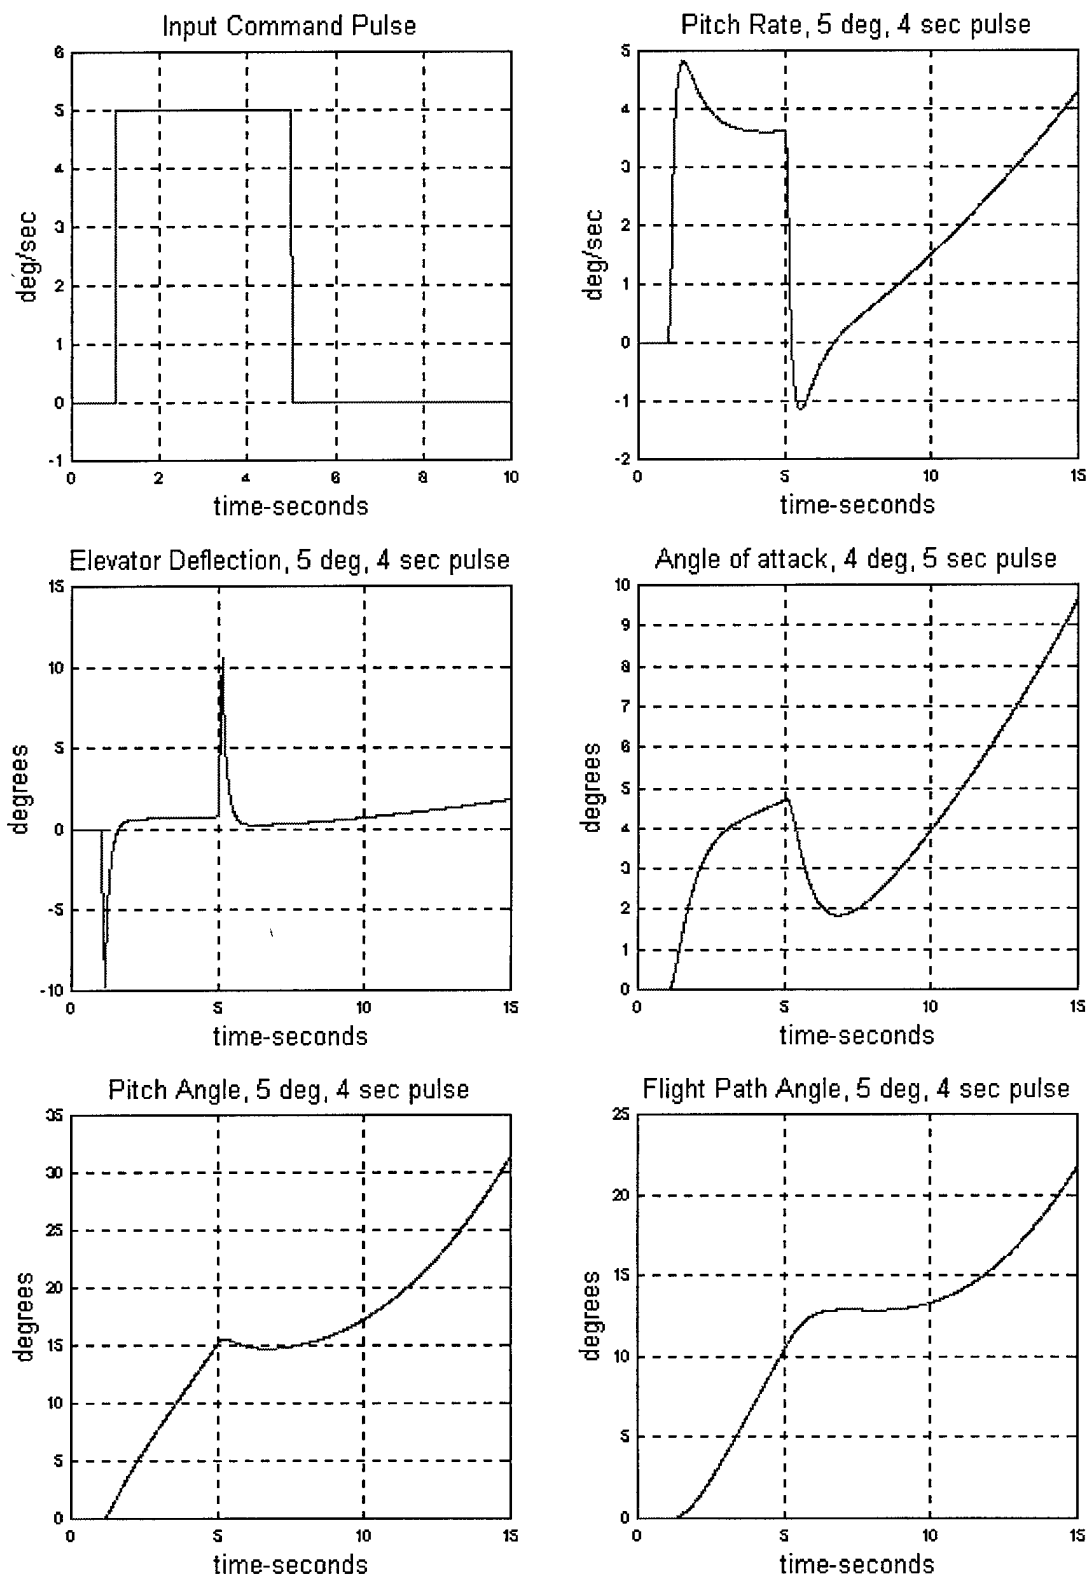 Input Command Pulse
6
5
4
3
2
1
0
-1
deg/sec
0 2 4 6 8 10
time-seconds
Pitch Rate, 5 deg, 4 sec pulse
5
4
3
2
1
0
-1
-2
deg/sec
0 5 10 15
time-seconds
Elevator Deflection, 5 deg, 4 sec pulse
15
10
5
0
-5
-10
degrees
0 5 10 15
time-seconds
Angle of attack, 4 deg, 5 sec pulse
10
9
8
7
6
5
4
3
2
1
0
degrees
0 5 10 15
time-seconds
Pitch Angle, 5 deg, 4 sec pulse
35
30
25
20
15
10
5
0
degrees
0 5 10 15
time-seconds
Flight Path Angle, 5 deg, 4 sec pulse
25
20
15
10
5
0
degrees
0 5 10 15
time-seconds